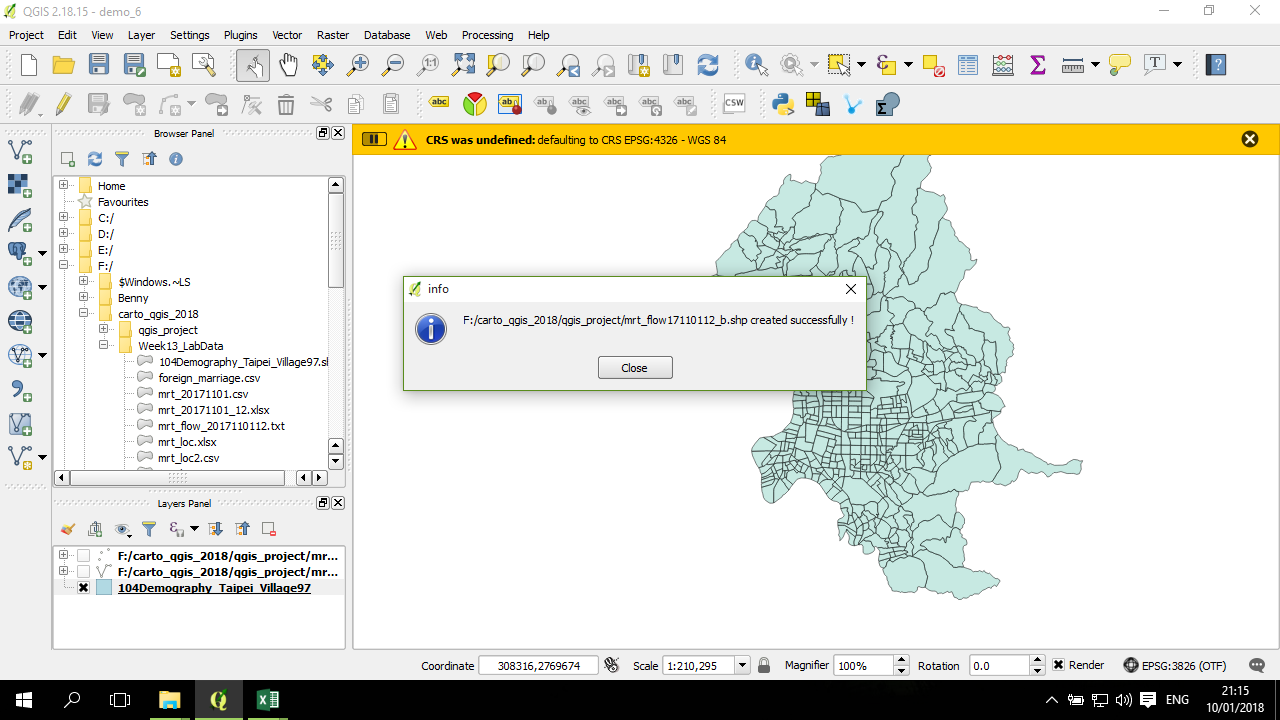 QGIS 2.18.15 - demo_6
Project Edit View Layer Settings Plugins Vector Raster Database Web Processing Help
abc
CSW
Browser Panel
CRS was undefined: defaulting to CRS EPSG:4326 - WGS 84
Home
Favourites
C:/
D:/
E:/
F:/
$Windows.~LS
Benny
carto_qgis_2018
qgis_project
Week13_LabData
104Demography_Taipei_Village97.sl
foreign_marriage.csv
mrt_20171101.csv
mrt_20171101_12.xlsx
mrt_flow_2017110112.txt
mrt_loc.xlsx
mrt_loc2.csv
info
F:/carto_qgis_2018/qgis_project/mrt_flow17110112_b.shp created successfully !
Close
Layers Panel
F:/carto_qgis_2018/qgis_project/mr...
F:/carto_qgis_2018/qgis_project/mr...
104Demography_Taipei_Village97
Coordinate 308316,2769674 Scale 1:210,295 Magnifier 100% Rotation 0.0 Render EPSG:3826 (OTF)
ENG
21:15
10/01/2018